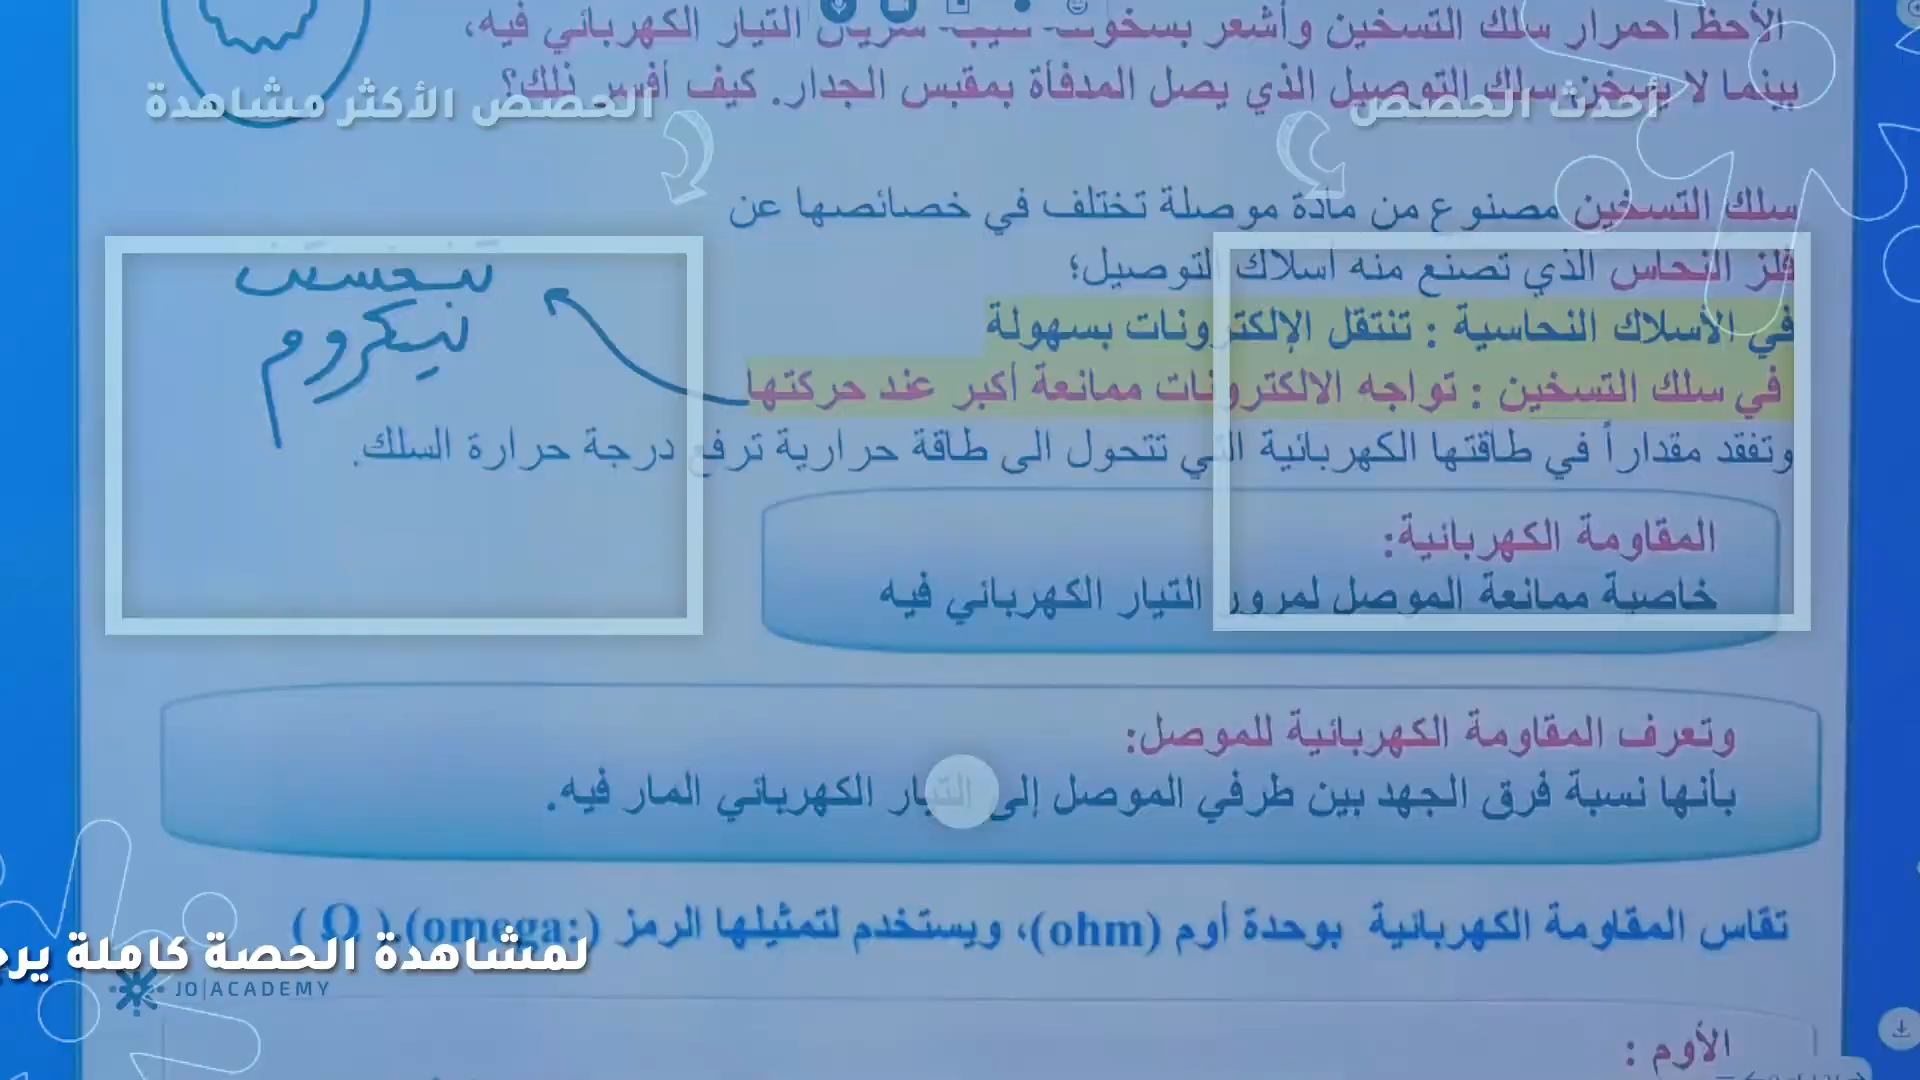 ألاحظ احمرار سلك التسخين وأشعر بسخونته سريان التيار الكهربائي فيه،
بينما لا يسخن سلك التوصيل الذي يصل المدفأة بمقبس الجدار. كيف أفسر ذلك؟
أحدث الحصص
الحصص الأكثر مشاهدة
سلك التسخين مصنوع من مادة موصلة تختلف في خصائصها عن
فلز النحاس الذي تصنع منه أسلاك التوصيل؛
في الأسلاك النحاسية : تنتقل الإلكترونات بسهولة
في سلك التسخين : تواجه الالكترونات ممانعة أكبر عند حركتها
نيكروم
وتفقد مقداراً في طاقتها الكهربائية التي تتحول الى طاقة حرارية ترفع درجة حرارة السلك.
المقاومة الكهربائية:
خاصية ممانعة الموصل لمرور التيار الكهربائي فيه
وتعرف المقاومة الكهربائية للموصل:
بأنها نسبة فرق الجهد بين طرفي الموصل إلى التيار الكهربائي المار فيه.
تقاس المقاومة الكهربائية بوحدة أوم (ohm)، ويستخدم لتمثيلها الرمز (omega:) (Ω)
لمشاهدة الحصة كاملة
JO|ACADEMY
الأوم :